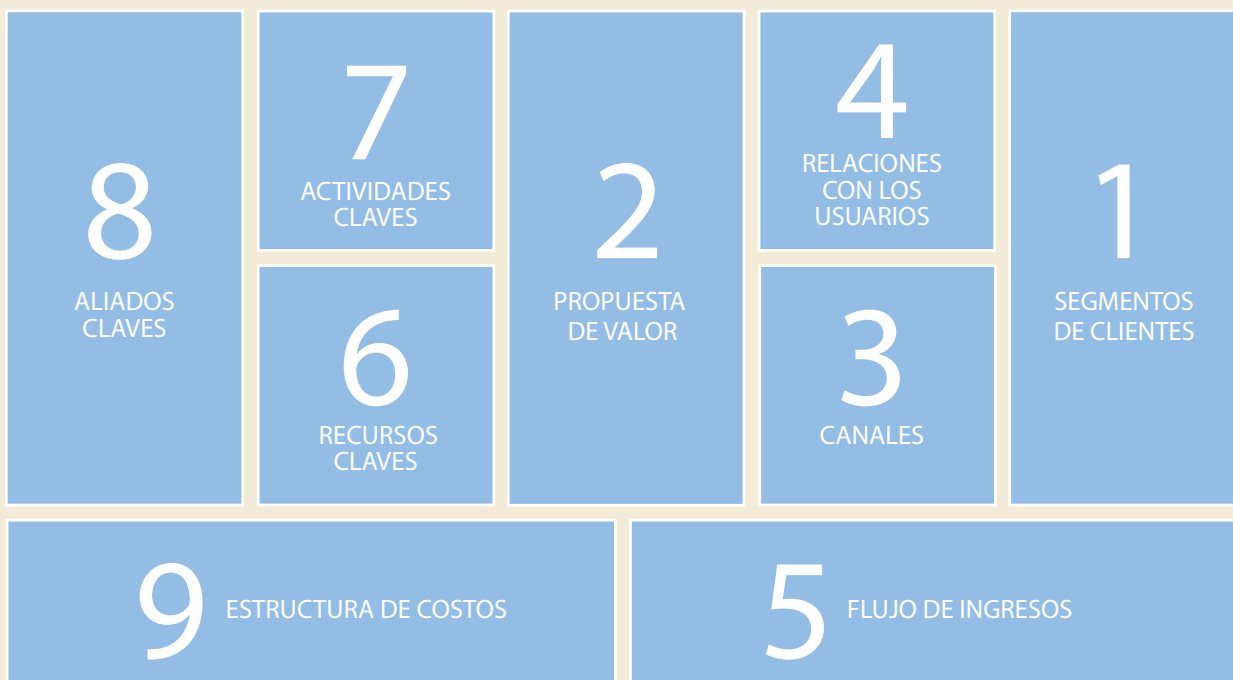 8
ALIADOS
CLAVES
7
ACTIVIDADES
CLAVES
6
RECURSOS
CLAVES
2
PROPUESTA
DE VALOR
4
RELACIONES
CON LOS
USUARIOS
3
CANALES
1
SEGMENTOS
DE CLIENTES
9 ESTRUCTURA DE COSTOS
5 FLUJO DE INGRESOS